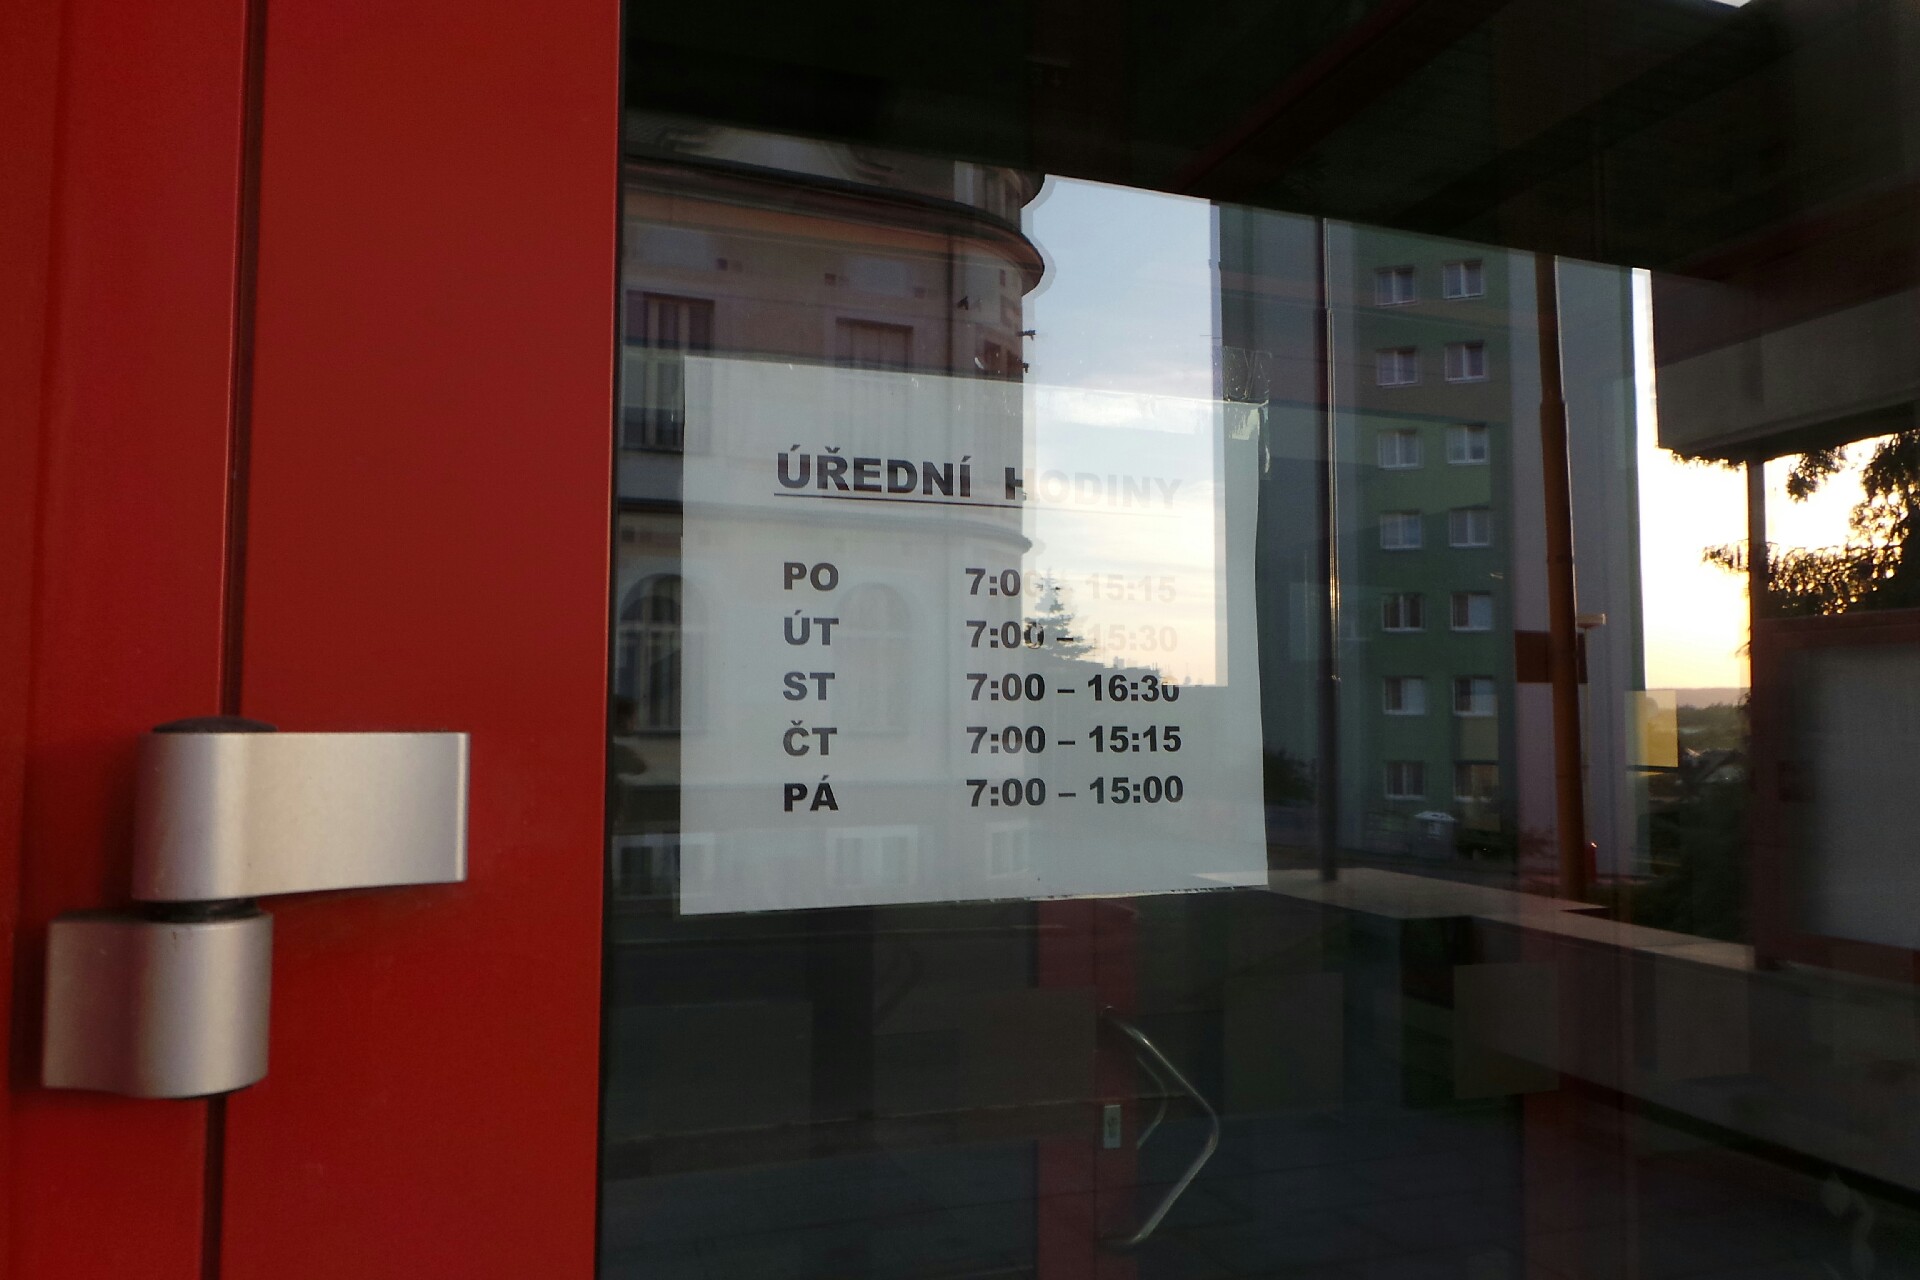 ÚŘEDNÍ HODINY
PO 7:00 - 15:15
ÚT 7:00 – 15:30
ST 7:00 – 16:30
ČT 7:00 – 15:15
PÁ 7:00 – 15:00